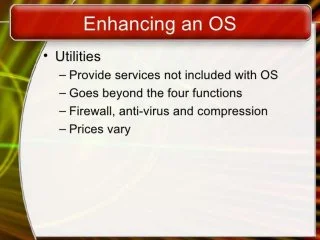 Enhancing an OS
• Utilities
– Provide services not included with OS
– Goes beyond the four functions
– Firewall, anti-virus and compression
– Prices vary